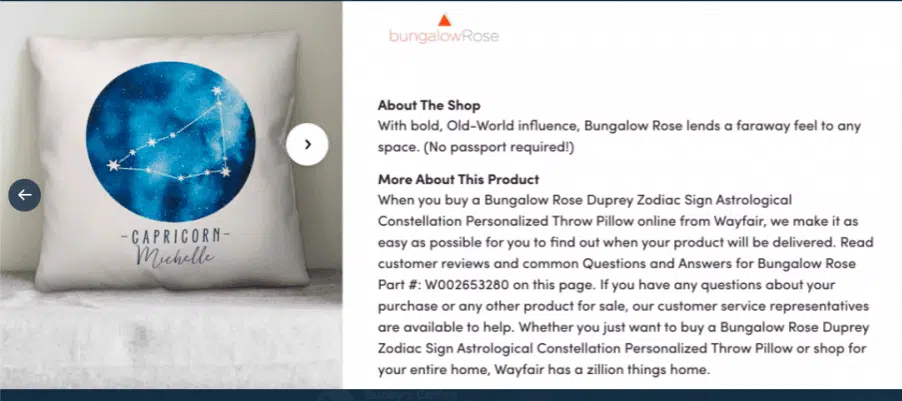 -CAPRICORN-
Michelle
bungalowRose
About The Shop
With bold, Old-World influence, Bungalow Rose lends a faraway feel to any
space. (No passport required!)
More About This Product
When you buy a Bungalow Rose Duprey Zodiac Sign Astrological
Constellation Personalized Throw Pillow online from Wayfair, we make it as
easy as possible for you to find out when your product will be delivered. Read
customer reviews and common Questions and Answers for Bungalow Rose
Part #: W002653280 on this page. If you have any questions about your
purchase or any other product for sale, our customer service representatives
are available to help. Whether you just want to buy a Bungalow Rose Duprey
Zodiac Sign Astrological Constellation Personalized Throw Pillow or shop for
your entire home, Wayfair has a zillion things home.